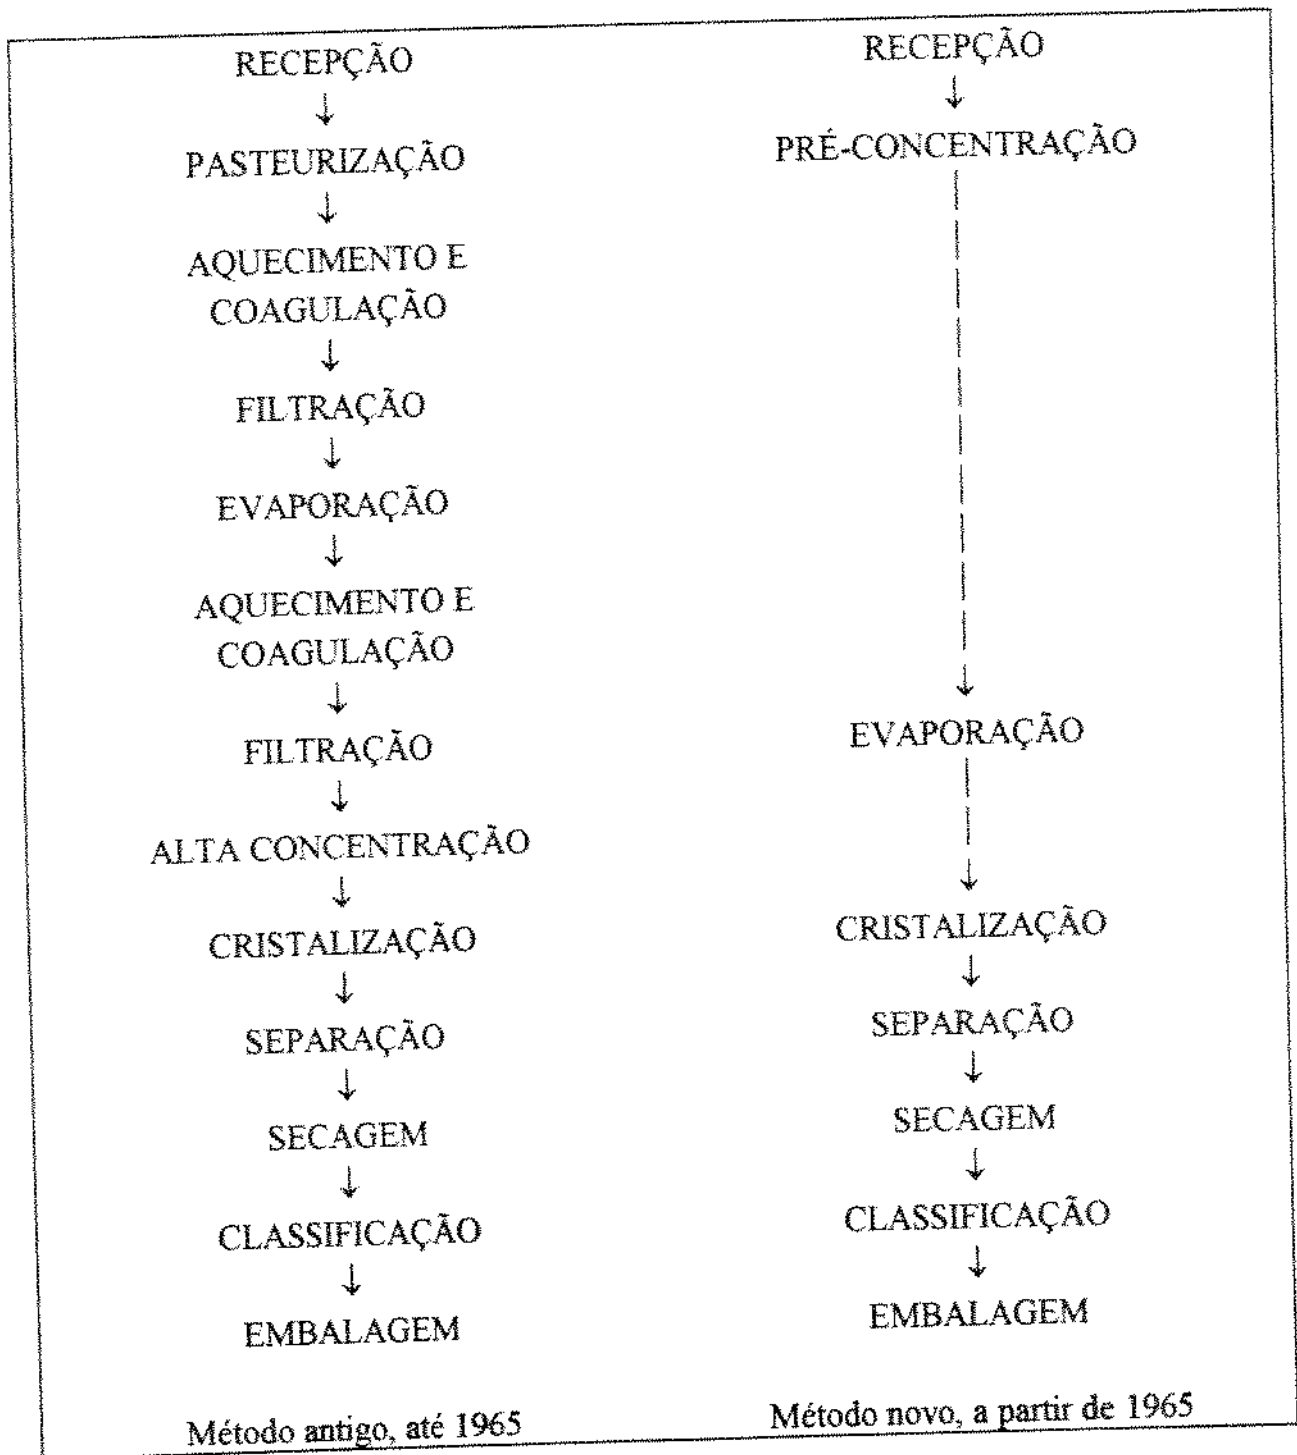 RECEPÇÃO
↓
PASTEURIZAÇÃO
↓
AQUECIMENTO E
COAGULAÇÃO
↓
FILTRAÇÃO
↓
EVAPORAÇÃO
↓
AQUECIMENTO E
COAGULAÇÃO
↓
FILTRAÇÃO
↓
ALTA CONCENTRAÇÃO
↓
CRISTALIZAÇÃO
↓
SEPARAÇÃO
↓
SECAGEM
↓
CLASSIFICAÇÃO
↓
EMBALAGEM
Método antigo, até 1965
RECEPÇÃO
↓
PRÉ-CONCENTRAÇÃO
↓
EVAPORAÇÃO
↓
CRISTALIZAÇÃO
↓
SEPARAÇÃO
↓
SECAGEM
↓
CLASSIFICAÇÃO
↓
EMBALAGEM
Método novo, a partir de 1965